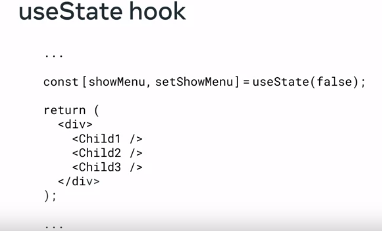 useState hook
...
const [showMenu, setShowMenu] = useState(false);
return (
<div>
<Child1 />
<Child2 />
<Child3 />
</div>
);
...